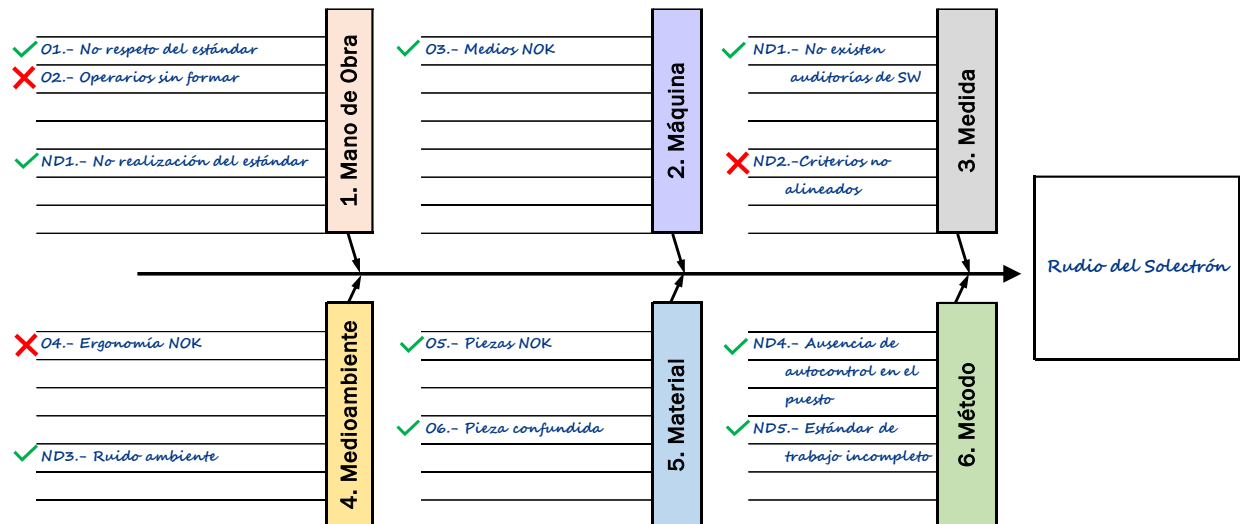 O1.- No respeto del estándar
O2.- Operarios sin formar
ND1.- No realización del estándar
1. Mano de Obra
O3.- Medios NOK
2. Máquina
ND1.- No existen
auditorías de SW
ND2.-Criterios no
alineados
3. Medida
Rudio del Solectrón
O4.- Ergonomía NOK
ND3.- Ruido ambiente
4. Medioambiente
O5.- Piezas NOK
O6.- Pieza confundida
5. Material
ND4.- Ausencia de
autocontrol en el
puesto
ND5.- Estándar de
trabajo incompleto
6. Método